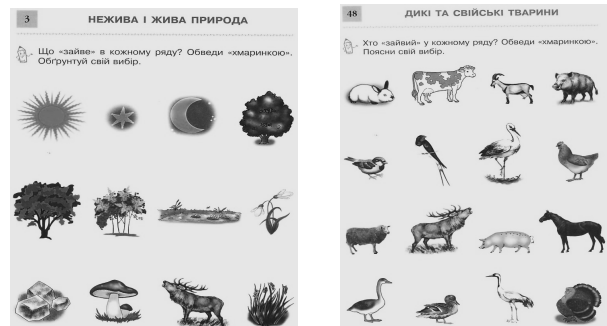 3
НЕЖИВА І ЖИВА ПРИРОДА
Що «зайве» в кожному ряду? Обведи «хмаринкою».
Обґрунтуй свій вибір.
48
ДИКІ ТА СВІЙСЬКІ ТВАРИНИ
Хто «зайвий» у кожному ряду? Обведи «хмаринкою».
Поясни свій вибір.